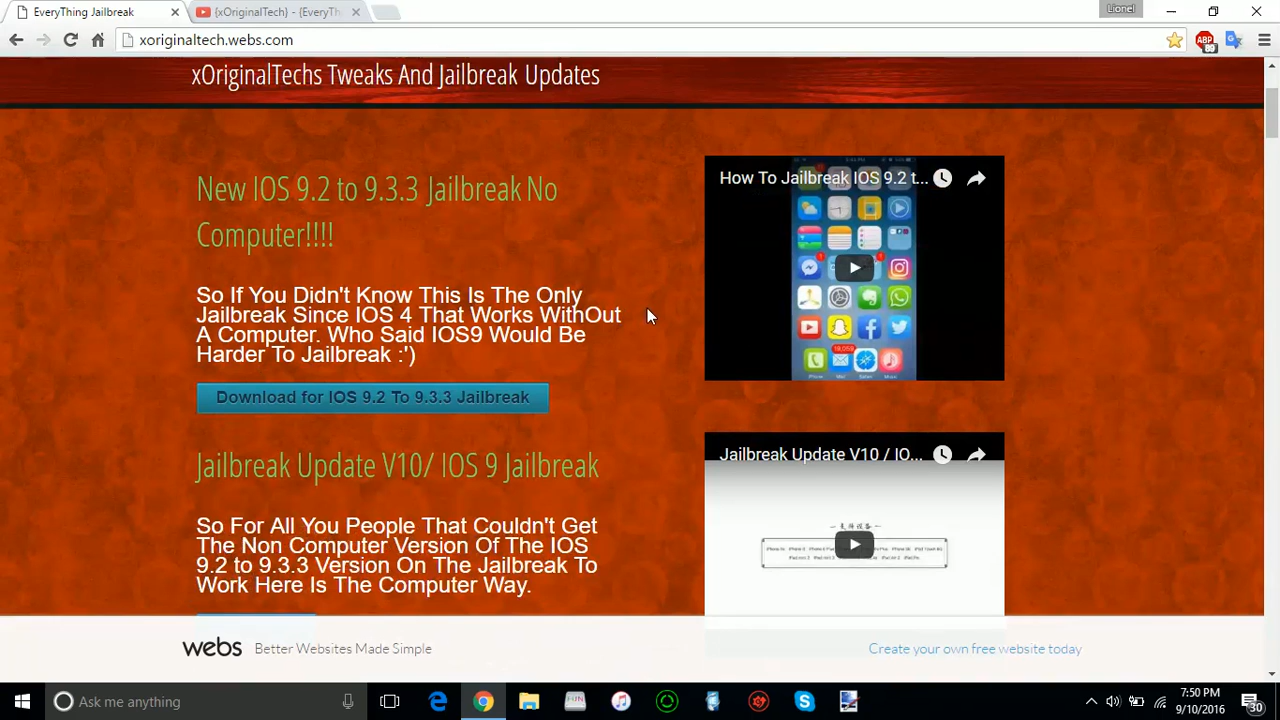 EveryThing Jailbreak
{xOriginalTech} - {EveryTh
Lionel
xoriginaltech.webs.com
ABP
89
xOriginalTechs Tweaks And Jailbreak Updates
New IOS 9.2 to 9.3.3 Jailbreak No
Computer!!!!
So If You Didn't Know This Is The Only
Jailbreak Since IOS 4 That Works WithOut
A Computer. Who Said IOS9 Would Be
Harder To Jailbreak :')
Download for IOS 9.2 To 9.3.3 Jailbreak
How To Jailbreak IOS 9.2 t...
Jailbreak Update V10/ IOS 9 Jailbreak
So For All You People That Couldn't Get
The Non Computer Version Of The IOS
9.2 to 9.3.3 Version On The Jailbreak To
Work Here Is The Computer Way.
Jailbreak Update V10 / IO...
webs
Better Websites Made Simple
Create your own free website today
Ask me anything
7:50 PM
9/10/2016
30